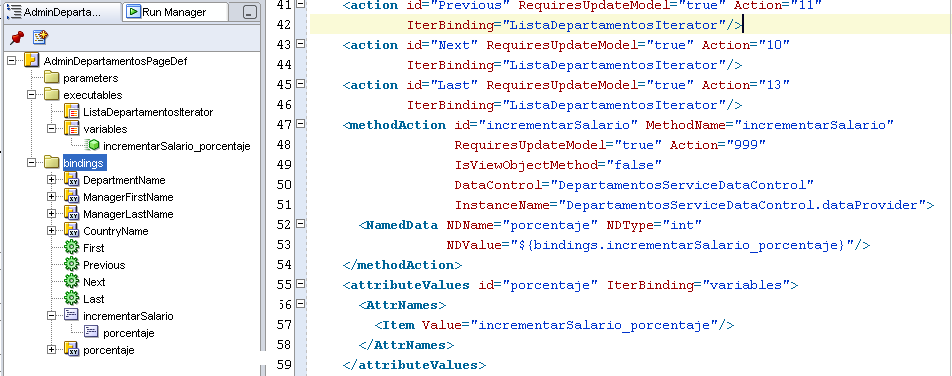 AdminDeparta...
Run Manager
AdminDepartamentosPageDef
parameters
executables
ListaDepartamentosIterator
variables
incrementarSalario_porcentaje
bindings
DepartmentName
ManagerFirstName
ManagerLastName
CountryName
First
Previous
Next
Last
incrementarSalario
porcentaje
porcentaje
41 <action id="Previous" RequiresUpdateModel="true" Action="11"
42 IterBinding="ListaDepartamentosIterator"/>
43 <action id="Next" RequiresUpdateModel="true" Action="10"
44 IterBinding="ListaDepartamentosIterator"/>
45 <action id="Last" RequiresUpdateModel="true" Action="13"
46 IterBinding="ListaDepartamentosIterator"/>
47 <methodAction id="incrementarSalario" MethodName="incrementarSalario"
48 RequiresUpdateModel="true" Action="999"
49 IsViewObjectMethod="false"
50 DataControl="DepartamentosServiceDataControl"
51 InstanceName="DepartamentosServiceDataControl.dataProvider">
52 <NamedData NDName="porcentaje" NDType="int"
53 NDValue="${bindings.incrementarSalario_porcentaje}"/>
54 </methodAction>
55 <attributeValues id="porcentaje" IterBinding="variables">
56 <AttrNames>
57 <Item Value="incrementarSalario_porcentaje"/>
58 </AttrNames>
59 </attributeValues>